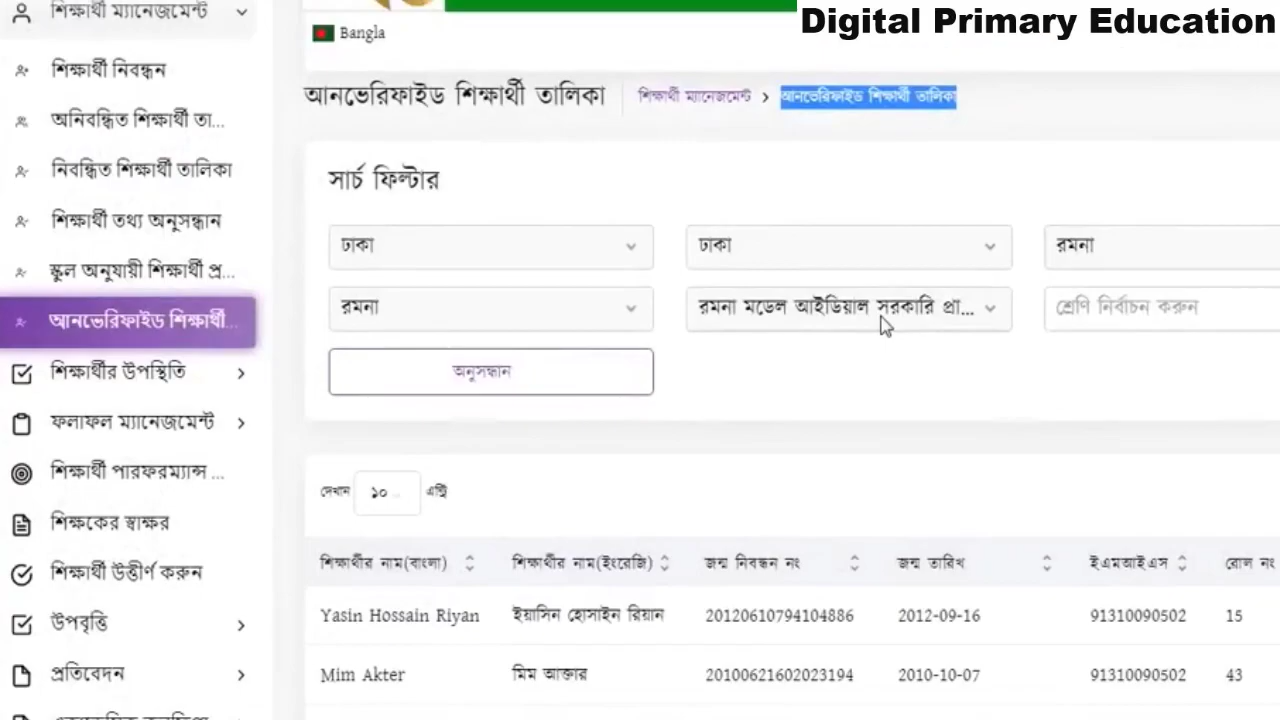 Digital Primary Education
শিক্ষার্থী ম্যানেজমেন্ট
শিক্ষার্থী নিবন্ধন
অনিবন্ধিত শিক্ষার্থী তা...
নিবন্ধিত শিক্ষার্থী তালিকা
শিক্ষার্থী তথ্য অনুসন্ধান
স্কুল অনুযায়ী শিক্ষার্থী প্র...
আনভেরিফাইড শিক্ষার্থী...
শিক্ষার্থীর উপস্থিতি
ফলাফল ম্যানেজমেন্ট
শিক্ষার্থী পারফরম্যান্স ...
শিক্ষকের স্বাক্ষর
শিক্ষার্থী উত্তীর্ণ করুন
উপবৃত্তি
প্রতিবেদন
Bangla
আনভেরিফাইড শিক্ষার্থী তালিকা শিক্ষার্থী ম্যানেজমেন্ট > আনভেরিফাইড শিক্ষার্থী তালিকা
সার্চ ফিল্টার
ঢাকা ঢাকা রমনা
রমনা রমনা মডেল আইডিয়াল সরকারি প্রা... শ্রেণি নির্বাচন করুন
অনুসন্ধান
দেখান ১০ এন্ট্রি
শিক্ষার্থীর নাম(বাংলা) শিক্ষার্থীর নাম(ইংরেজি) জন্ম নিবন্ধন নং জন্ম তারিখ ইএমআইএস রোল নং
Yasin Hossain Riyan ইয়াসিন হোসাইন রিয়ান 20120610794104886 2012-09-16 91310090502 15
Mim Akter মিম আক্তার 20100621602023194 2010-10-07 91310090502 43